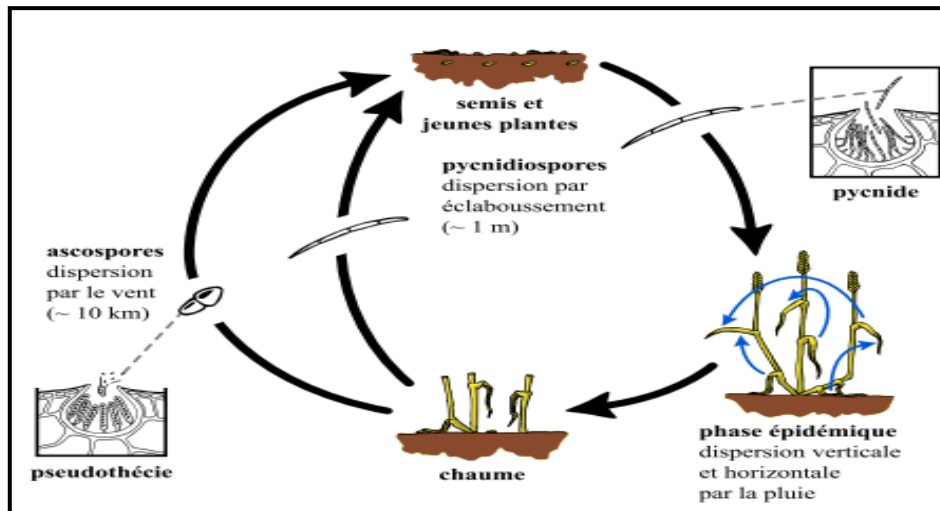 semis et
jeunes plantes
pycnidiospores
dispersion par
éclaboussement
(~ 1 m)
pycnide
ascospores
dispersion
par le vent
(~ 10 km)
pseudothécie
chaume
phase épidémique
dispersion verticale
et horizontale
par la pluie